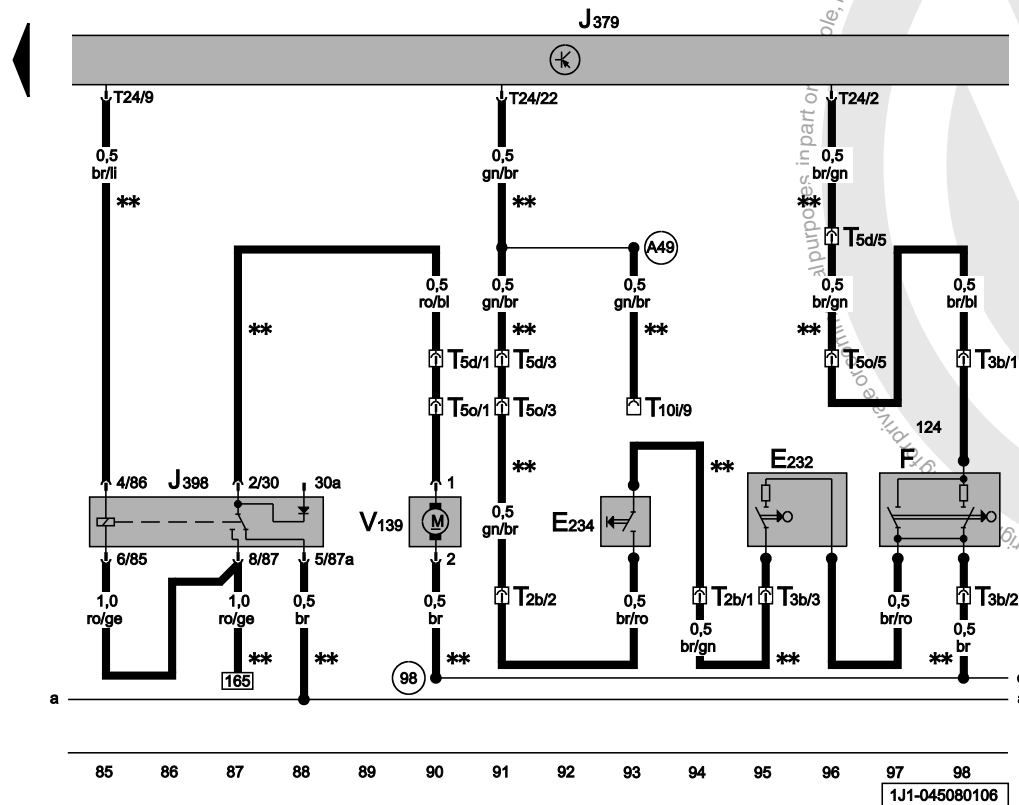 J379
T24/9
T24/22
T24/2
0,5
br/li
**
0,5
gn/br
**
0,5
br/gn
**
A49
T5d/5
0,5
ro/bl
0,5
gn/br
0,5
gn/br
0,5
br/gn
0,5
br/bl
**
**
**
**
T5d/1
T5d/3
T5o/5
T3b/1
T5o/1
T5o/3
T10i/9
124
**
**
4/86
J398
2/30
30a
1
E232
F
V139
M
gn/br
0,5
E234
6/85
8/87
5/87a
2
1,0
ro/ge
1,0
ro/ge
0,5
br
0,5
br
T2b/2
0,5
br/ro
T2b/1
T3b/3
0,5
br/gn
0,5
br/ro
T3b/2
0,5
br
**
**
**
**
**
165
98
a
85 86 87 88 89 90 91 92 93 94 95 96 97 98
1J1-045080106